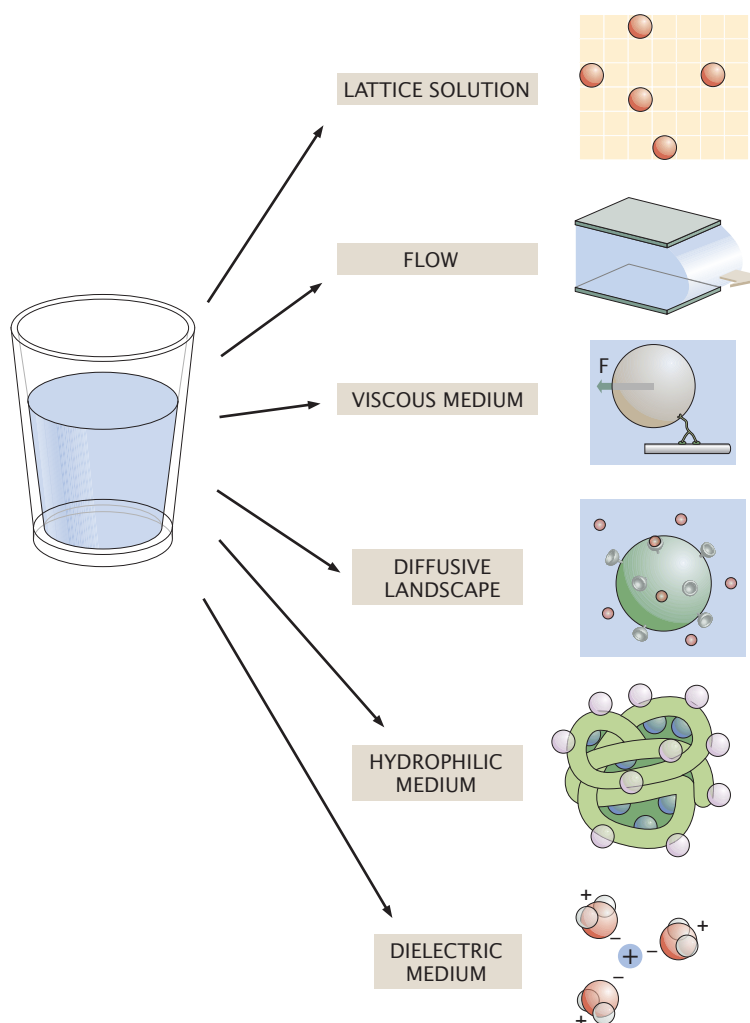 LATTICE SOLUTION
FLOW
F
VISCOUS MEDIUM
DIFFUSIVE
LANDSCAPE
HYDROPHILIC
MEDIUM
+
+
–
–
+
DIELECTRIC
MEDIUM
–
+